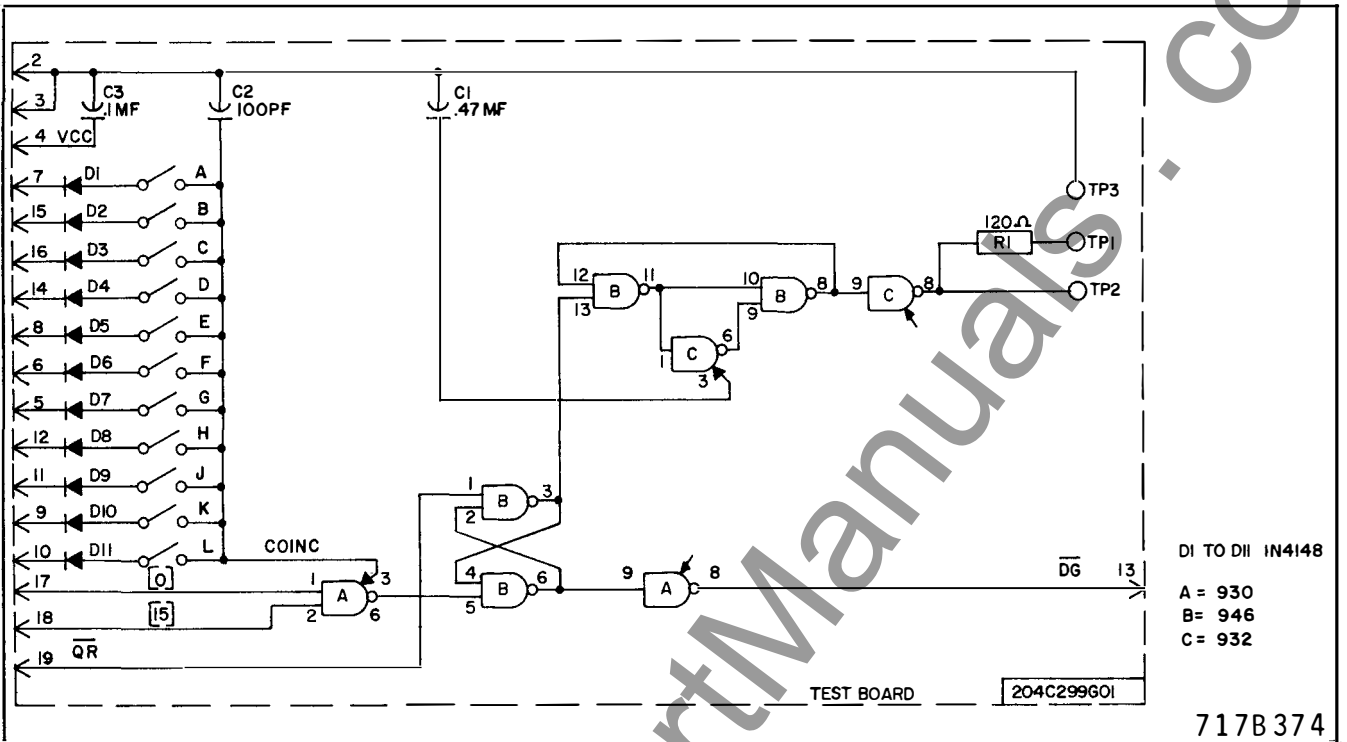 2
3
C3
.1MF
C2
100PF
C1
.47MF
4 VCC
7 D1 A
15 D2 B
16 D3 C
14 D4 D
8 D5 E
6 D6 F
5 D7 G
12 D8 H
11 D9 J
9 D10 K
10 D11 L
COINC
17 [0]
18 [15]
19 QR
1 2 3 A 6
1 2 B 3
4 5 B 6
9 A 8
DG 13
12 13 B 11
1 C 3 6
10 9 B 8
9 C 8
120Ω
R1
TP3
TP1
TP2
D1 TO D11 1N4148
A = 930
B= 946
C= 932
TEST BOARD
204C299G01
717B374
rtManuals.co